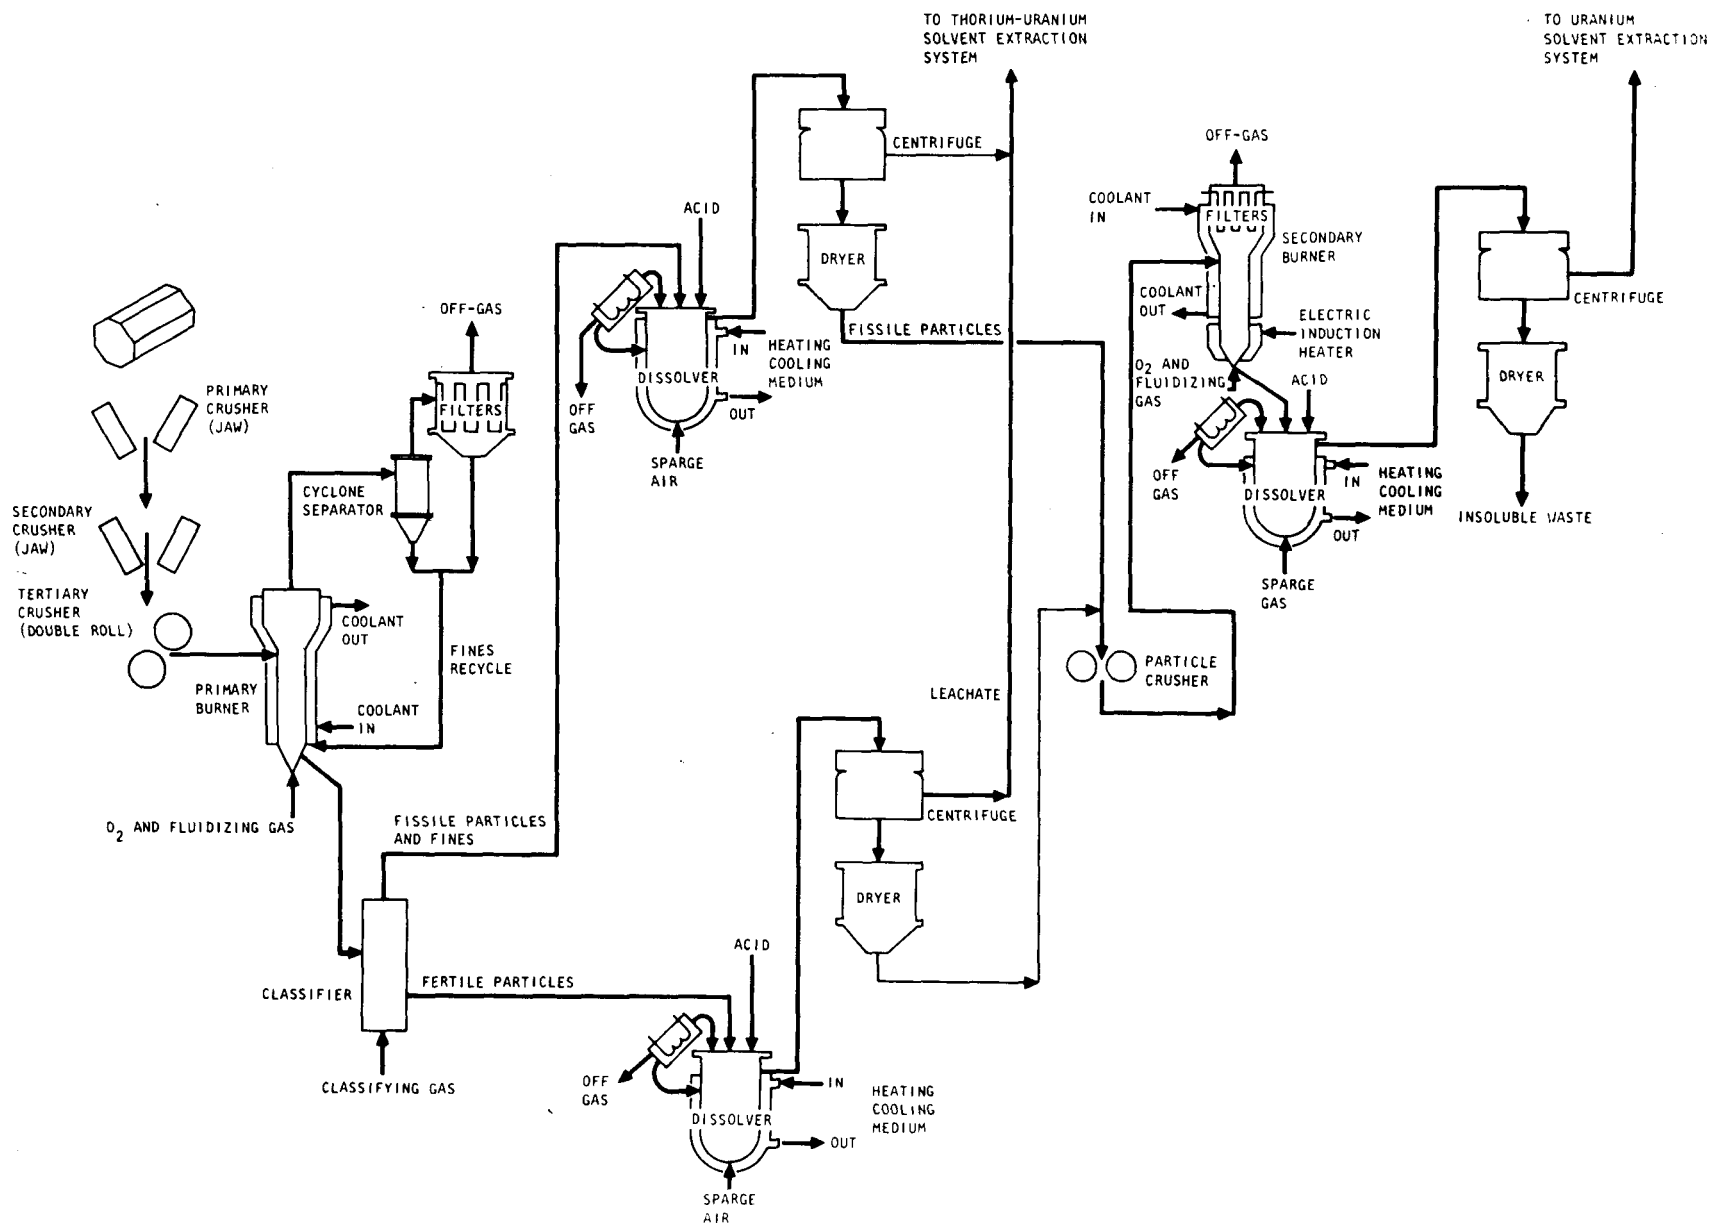 TO THORIUM-URANIUM
SOLVENT EXTRACTION
SYSTEM
TO URANIUM
SOLVENT EXTRACTION
SYSTEM
CENTRIFUGE
OFF-GAS
COOLANT
IN
FILTERS
SECONDARY
BURNER
ACID
DRYER
COOLANT
OUT
CENTRIFUGE
OFF-GAS
FISSILE PARTICLES
ELECTRIC
INDUCTION
HEATER
IN
HEATING
COOLING
MEDIUM
DISSOLVER
O2 AND
FLUIDIZING
GAS
ACID
DRYER
PRIMARY
CRUSHER
(JAW)
FILTERS
OFF
GAS
OUT
SPARGE
AIR
OFF
GAS
IN
HEATING
COOLING
MEDIUM
DISSOLVER
CYCLONE
SEPARATOR
SECONDARY
CRUSHER
(JAW)
INSOLUBLE WASTE
OUT
SPARGE
GAS
TERTIARY
CRUSHER
(DOUBLE ROLL)
COOLANT
OUT
FINES
RECYCLE
PARTICLE
CRUSHER
PRIMARY
BURNER
LEACHATE
COOLANT
IN
O2 AND FLUIDIZING GAS
FISSILE PARTICLES
AND FINES
CENTRIFUGE
DRYER
ACID
FERTILE PARTICLES
CLASSIFIER
CLASSIFYING GAS
OFF
GAS
IN
HEATING
COOLING
MEDIUM
DISSOLVER
OUT
SPARGE
AIR